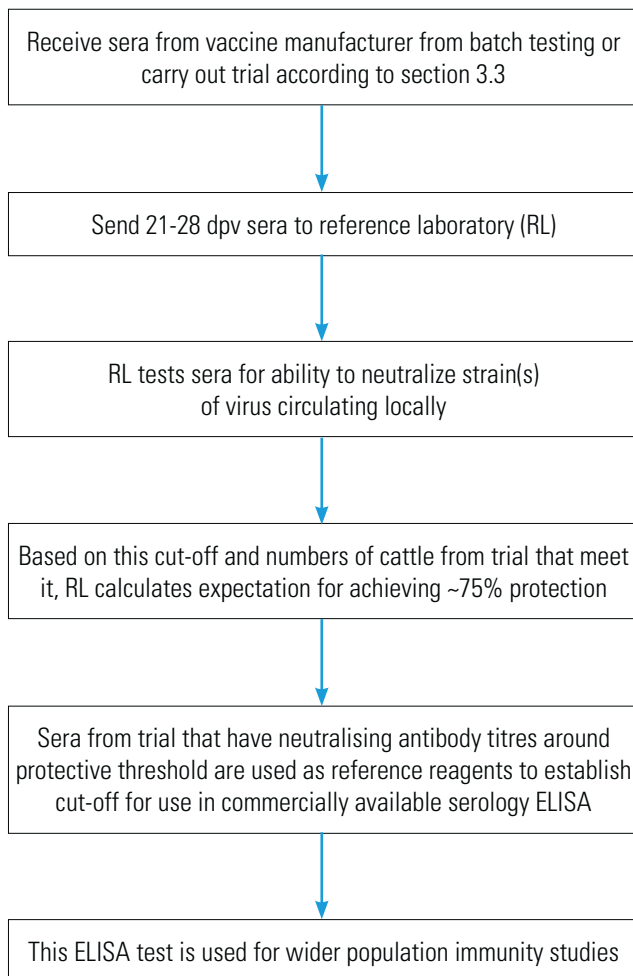 Receive sera from vaccine manufacturer from batch testing or
carry out trial according to section 3.3
Send 21-28 dpv sera to reference laboratory (RL)
RL tests sera for ability to neutralize strain(s)
of virus circulating locally
Based on this cut-off and numbers of cattle from trial that meet
it, RL calculates expectation for achieving ~75% protection
Sera from trial that have neutralising antibody titres around
protective threshold are used as reference reagents to establish
cut-off for use in commercially available serology ELISA
This ELISA test is used for wider population immunity studies